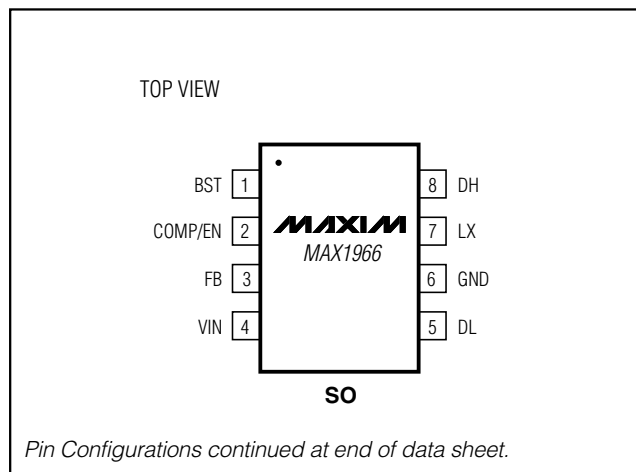 TOP VIEW
BST 1
COMP/EN 2
FB 3
VIN 4
MAXIM
MAX1966
8 DH
7 LX
6 GND
5 DL
SO
Pin Configurations continued at end of data sheet.